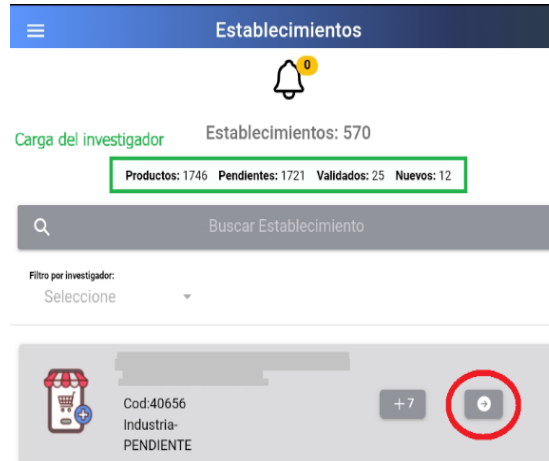 Establecimientos
0
Establecimientos: 570
Carga del investigador
Productos: 1746 Pendientes: 1721 Validados: 25 Nuevos: 12
Buscar Establecimiento
Filtro por investigador:
Seleccione
Cod:40656
+7
Industria-
PENDIENTE